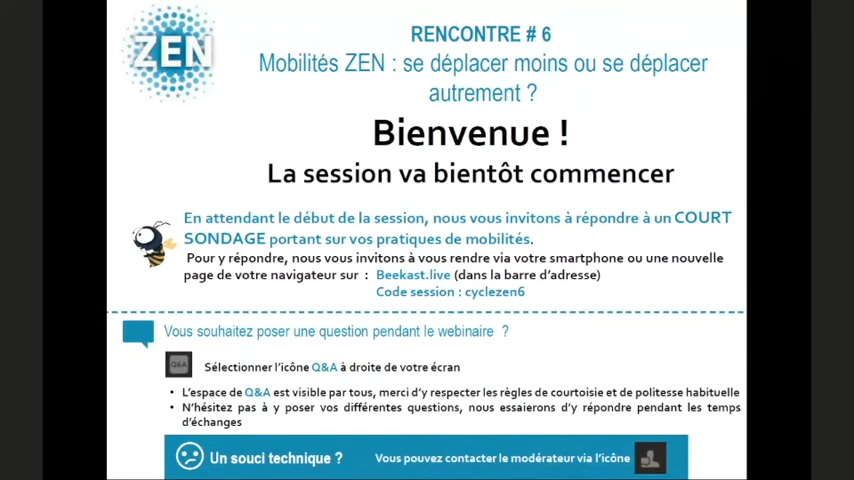 ZEN
RENCONTRE # 6
Mobilités ZEN : se déplacer moins ou se déplacer
autrement ?
Bienvenue !
La session va bientôt commencer
En attendant le début de la session, nous vous invitons à répondre à un COURT
SONDAGE portant sur vos pratiques de mobilités.
Pour y répondre, nous vous invitons à vous rendre via votre smartphone ou une nouvelle
page de votre navigateur sur : Beekast.live (dans la barre d'adresse)
Code session : cyclezen6
Vous souhaitez poser une question pendant le webinaire ?
Q&A
Sélectionner l'icône Q&A à droite de votre écran
• L'espace de Q&A est visible par tous, merci d'y respecter les règles de courtoisie et de politesse habituelle
• N'hésitez pas à y poser vos différentes questions, nous essaierons d'y répondre pendant les temps
d'échanges
Un souci technique ?
Vous pouvez contacter le modérateur via l'icône